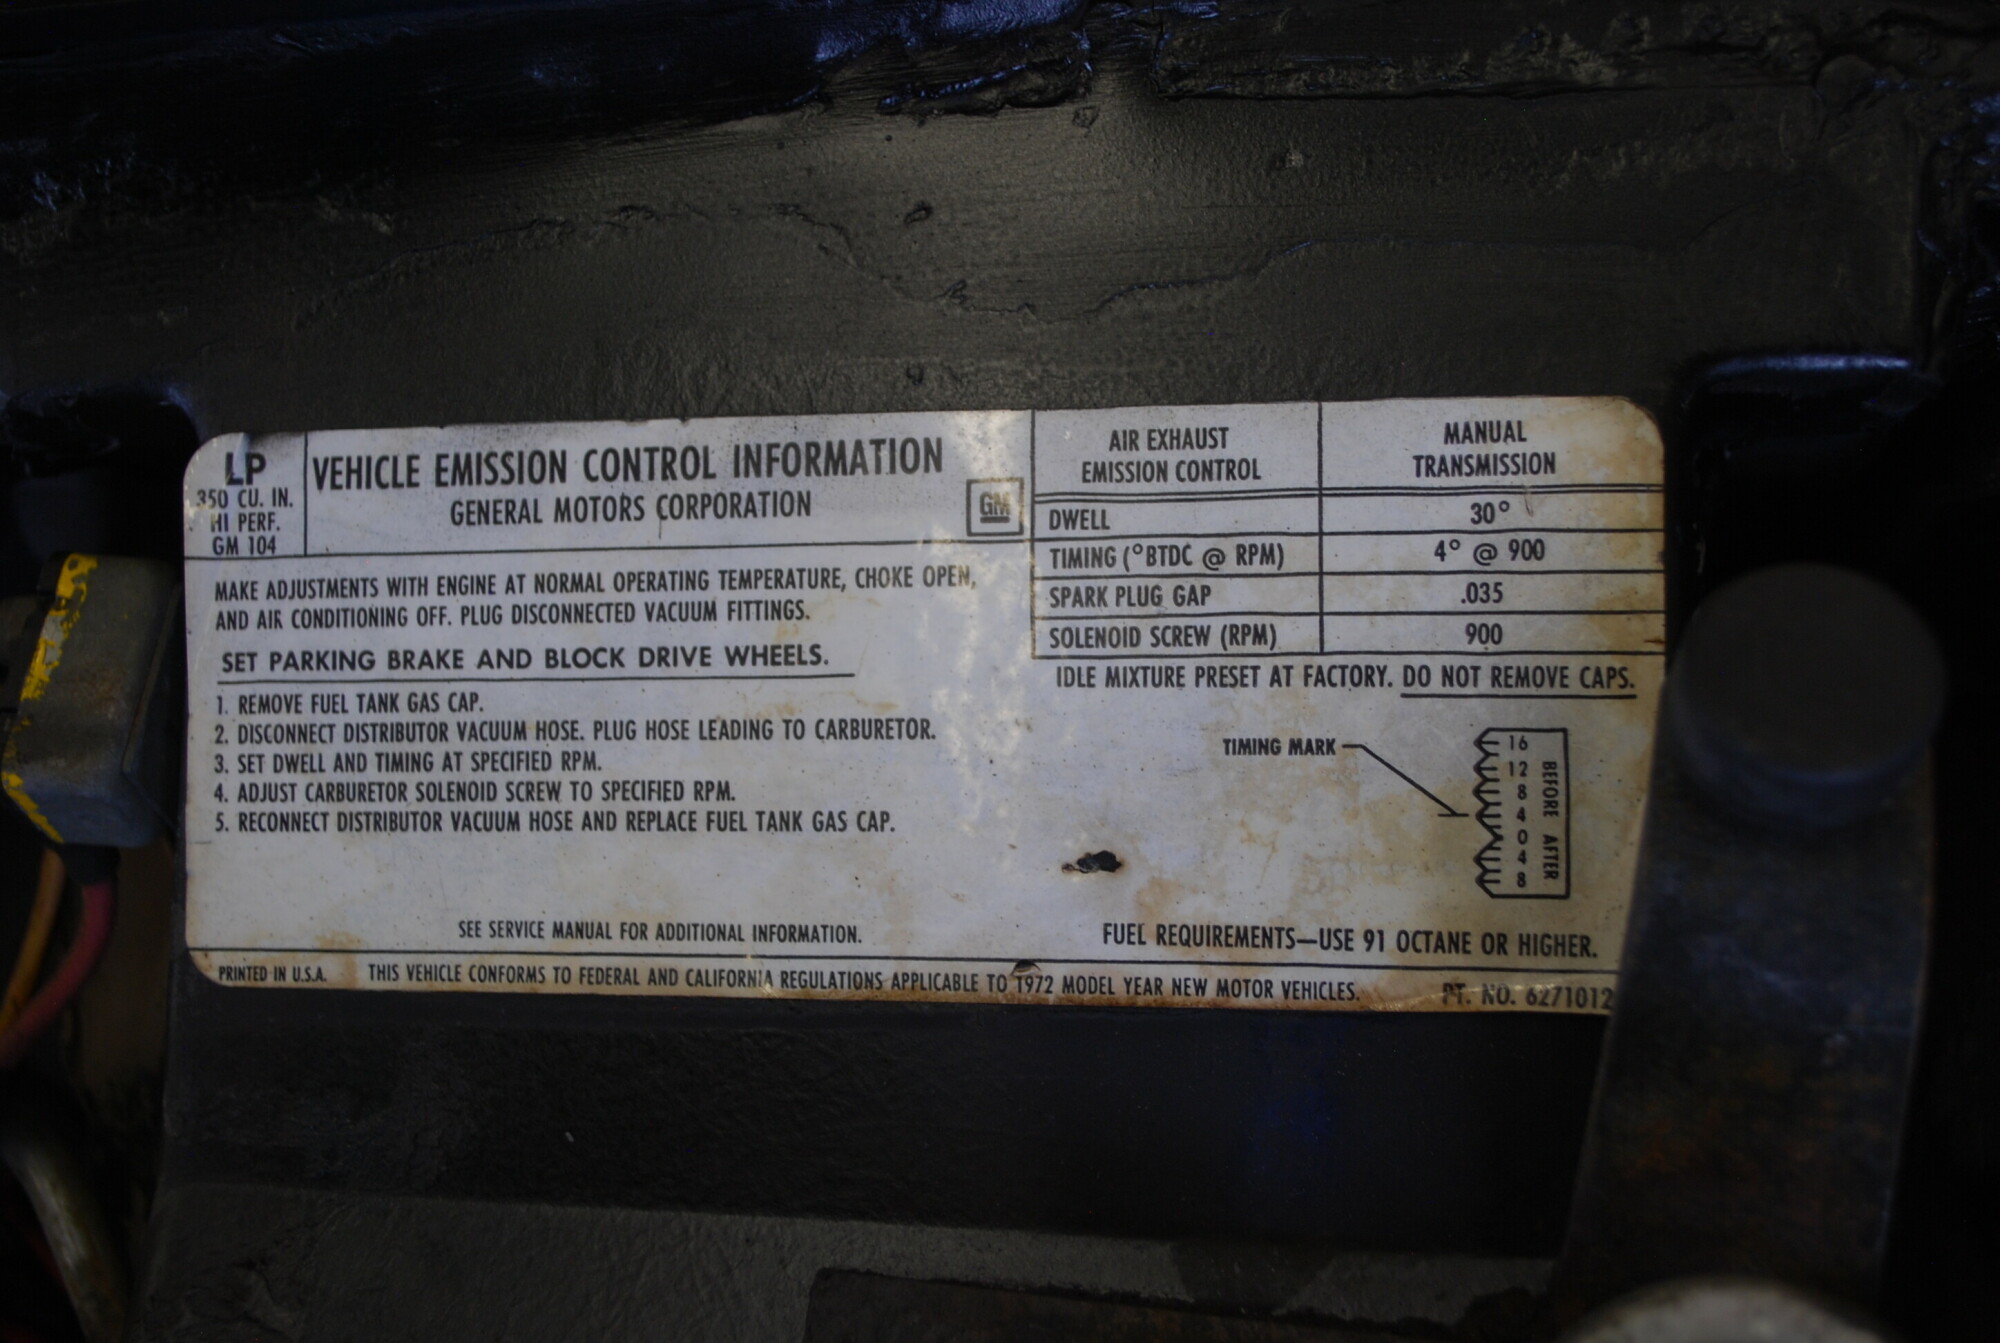 LP
350 CU. IN.
HI PERF.
GM 104
VEHICLE EMISSION CONTROL INFORMATION
GENERAL MOTORS CORPORATION
GM
MAKE ADJUSTMENTS WITH ENGINE AT NORMAL OPERATING TEMPERATURE, CHOKE OPEN,
AND AIR CONDITIONING OFF. PLUG DISCONNECTED VACUUM FITTINGS.
SET PARKING BRAKE AND BLOCK DRIVE WHEELS.
1. REMOVE FUEL TANK GAS CAP.
2. DISCONNECT DISTRIBUTOR VACUUM HOSE. PLUG HOSE LEADING TO CARBURETOR.
3. SET DWELL AND TIMING AT SPECIFIED RPM.
4. ADJUST CARBURETOR SOLENOID SCREW TO SPECIFIED RPM.
5. RECONNECT DISTRIBUTOR VACUUM HOSE AND REPLACE FUEL TANK GAS CAP.
SEE SERVICE MANUAL FOR ADDITIONAL INFORMATION.
AIR EXHAUST
EMISSION CONTROL
MANUAL
TRANSMISSION
DWELL 30°
TIMING (°BTDC @ RPM) 4° @ 900
SPARK PLUG GAP .035
SOLENOID SCREW (RPM) 900
IDLE MIXTURE PRESET AT FACTORY. DO NOT REMOVE CAPS.
TIMING MARK
16
12
8
4
0
4
8
BEFORE AFTER
FUEL REQUIREMENTS—USE 91 OCTANE OR HIGHER.
PRINTED IN U.S.A. THIS VEHICLE CONFORMS TO FEDERAL AND CALIFORNIA REGULATIONS APPLICABLE TO 1972 MODEL YEAR NEW MOTOR VEHICLES. PT. NO. 6271012